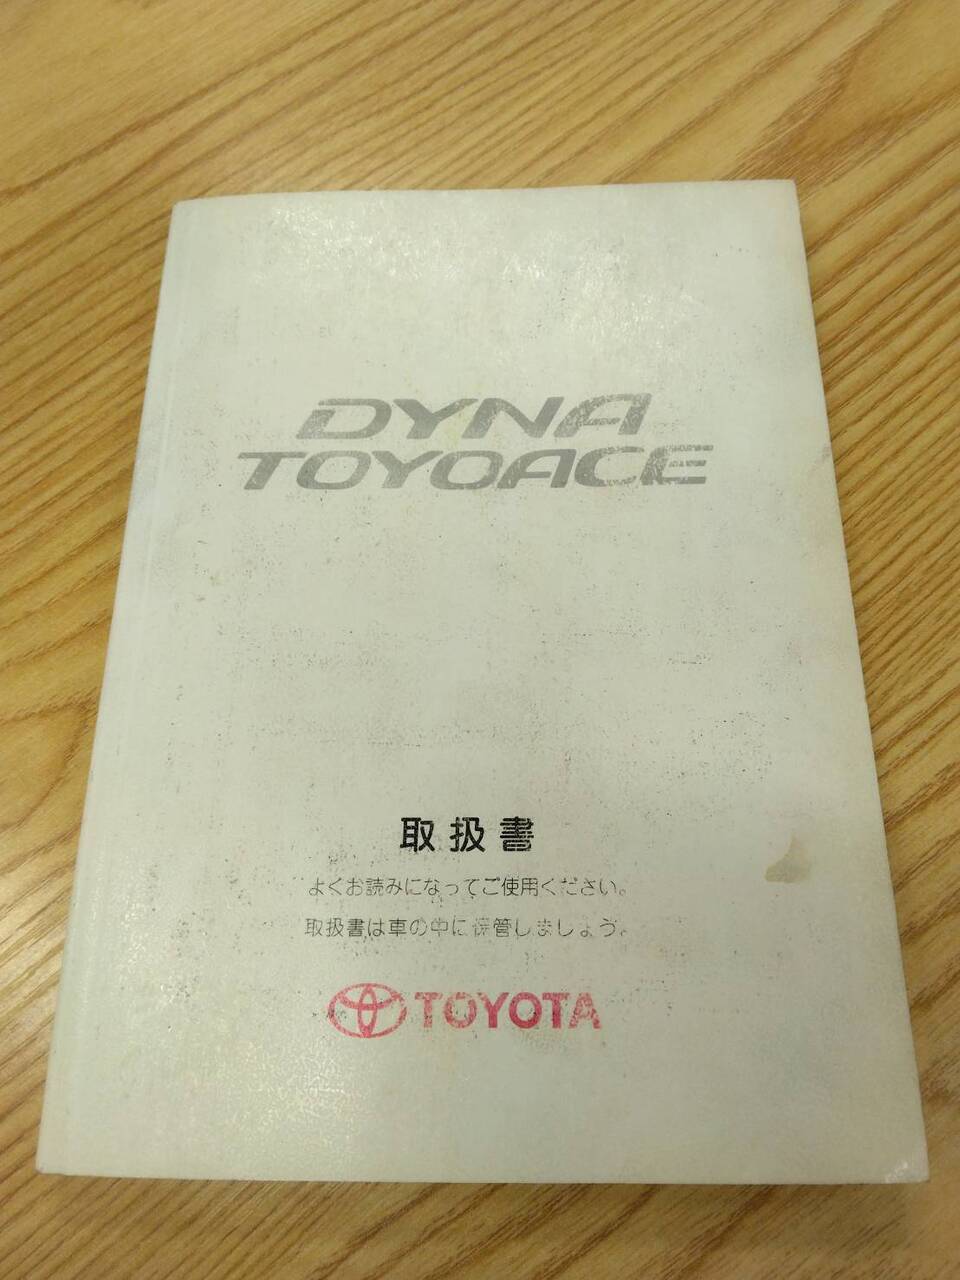 DYNA
TOYOACE
取扱書
よくお読みになってご使用ください。
取扱書は車の中に保管しましょう。
TOYOTA